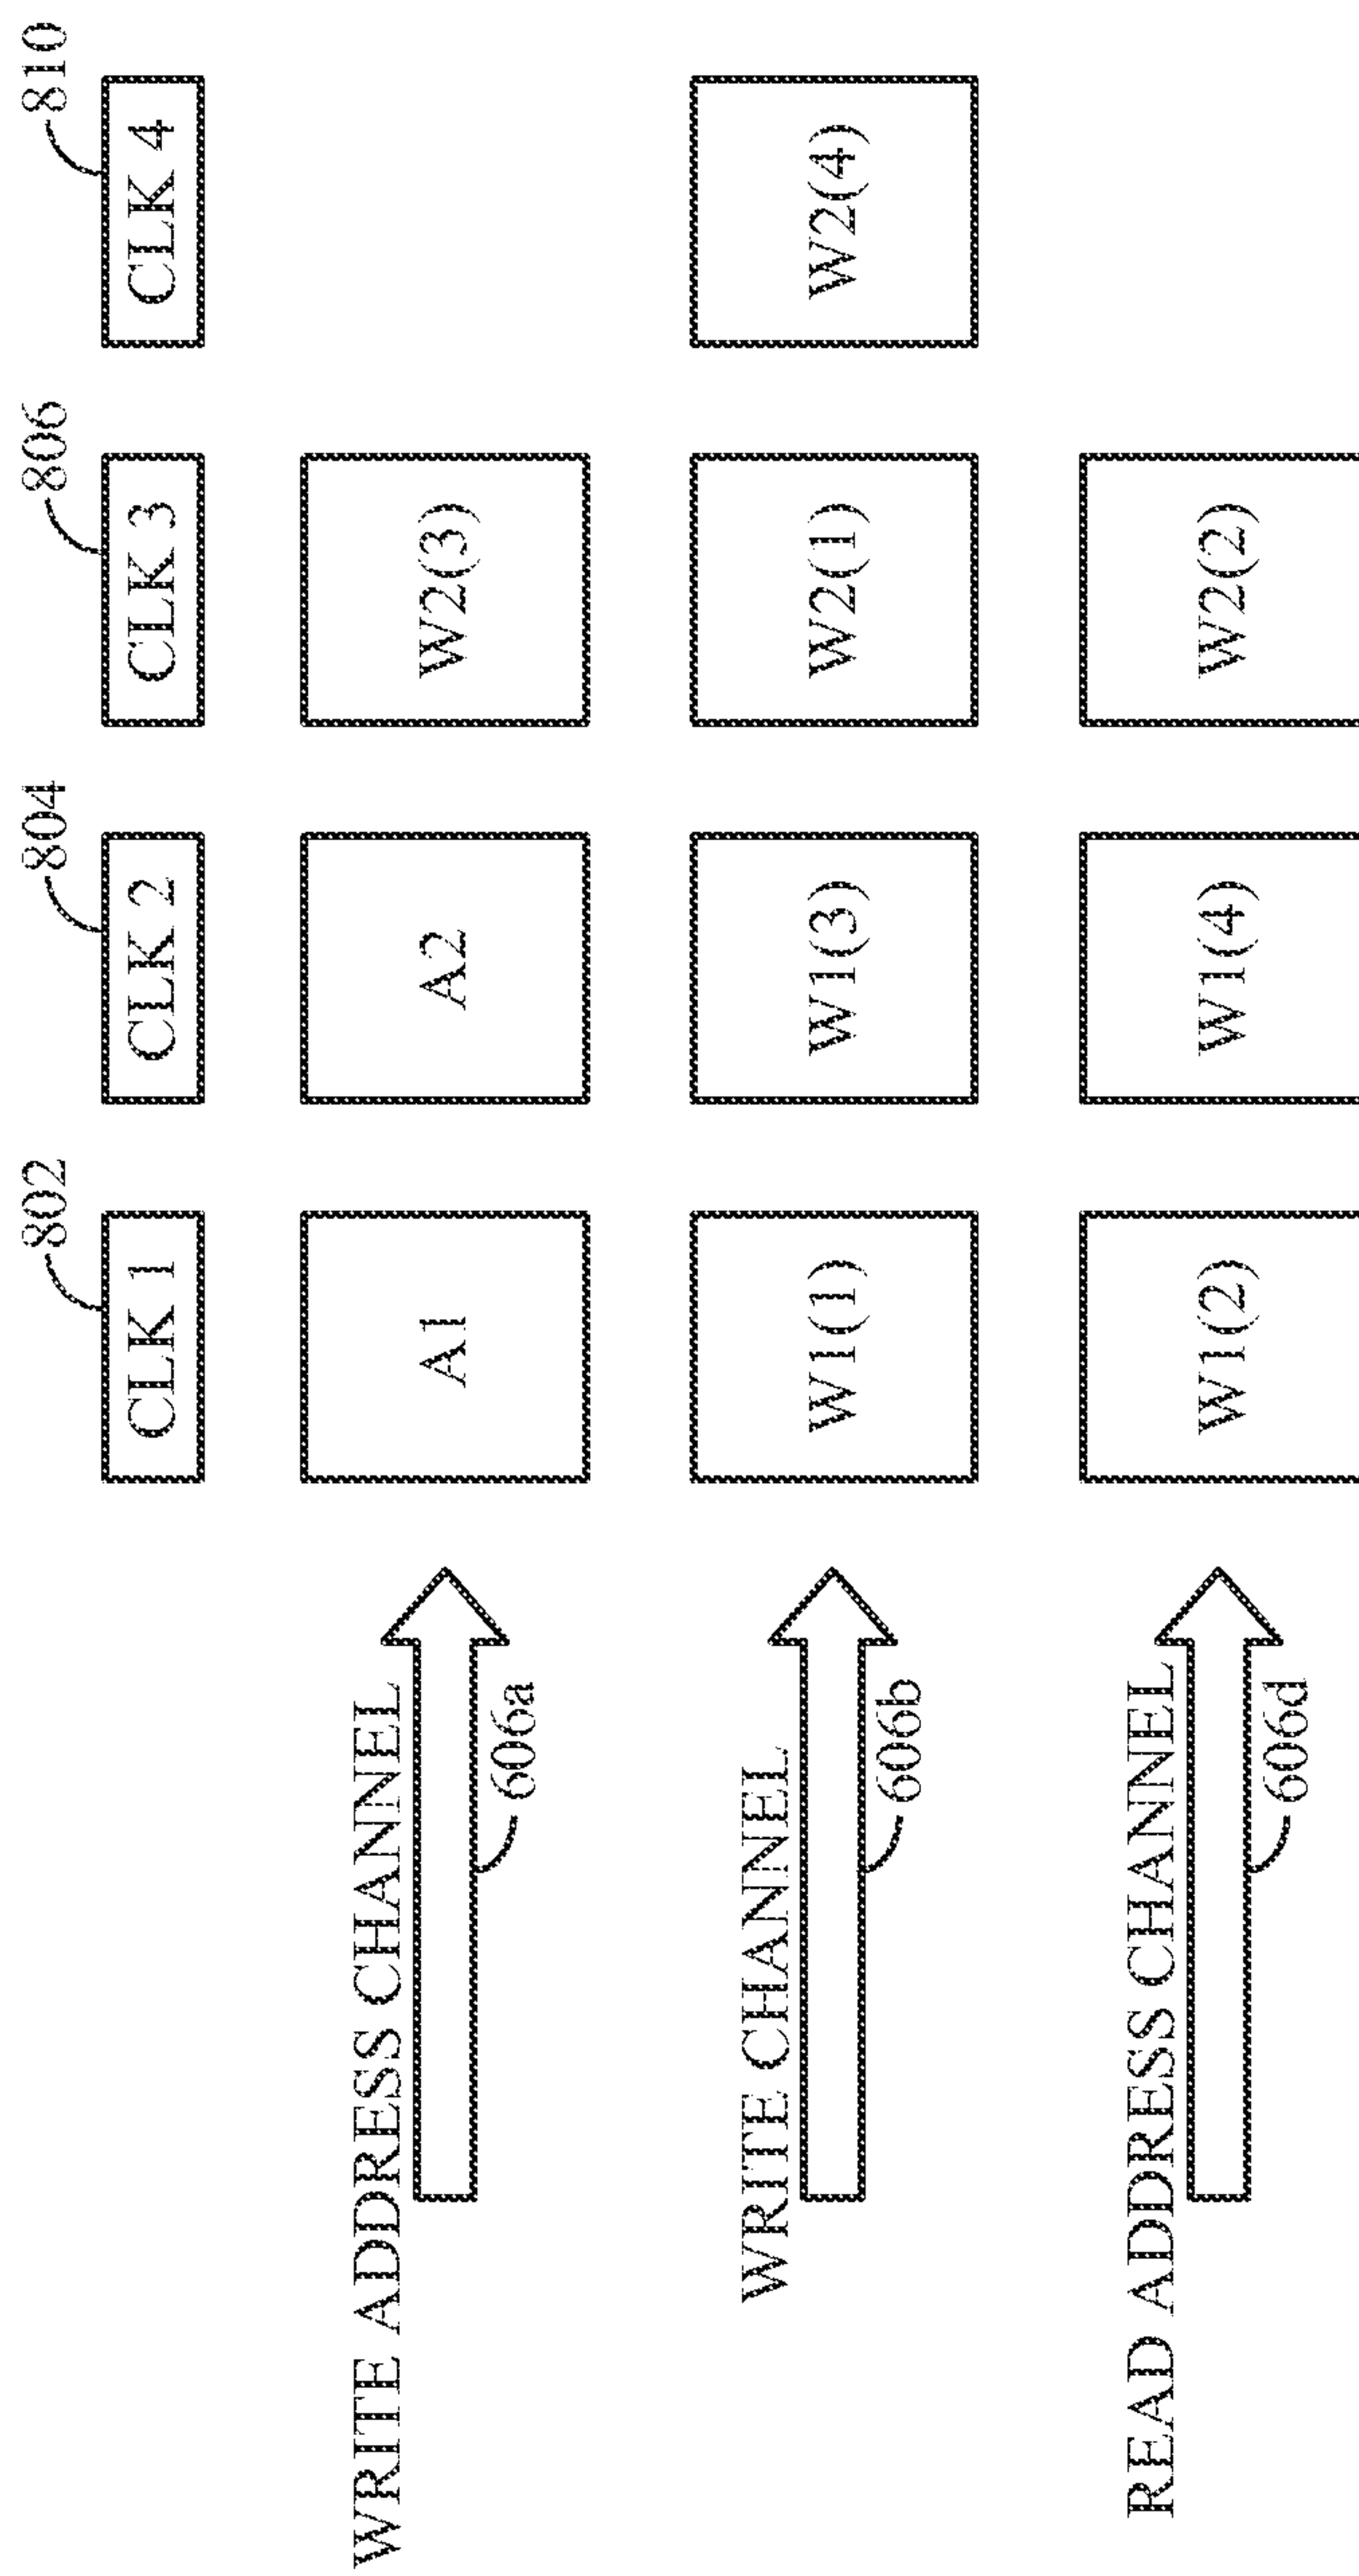 802
804
806
810
CLK 1
CLK 2
CLK 3
CLK 4
WRITE ADDRESS CHANNEL
606a
A1
A2
W2(3)
WRITE CHANNEL
606b
W1(1)
W1(3)
W2(1)
W2(4)
READ ADDRESS CHANNEL
606d
W1(2)
W1(4)
W2(2)